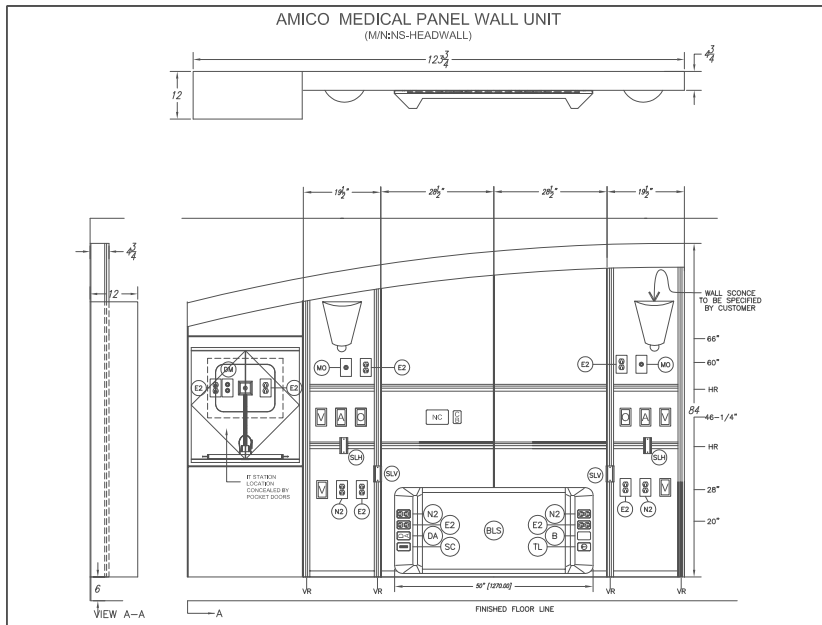 AMICO MEDICAL PANEL WALL UNIT
(M/N:NS-HEADWALL)
123 3/4
4 3/4
12
19 1/2"
28 1/2"
28 1/2"
19 1/2"
4 3/4
12
WALL SCONCE
TO BE SPECIFIED
BY CUSTOMER
66"
MO
E2
E2
MO
60"
DM
E2
E2
HR
84
V A O
NC
O A V
46-1/4"
HR
SLH
SLH
SLV
SLV
IT STATION
LOCATION
CONCEALED BY
POCKET DOORS
V
V
28"
N2
E2
E2
N2
N2
N2
E2
E2
20"
BLS
DA
B
SC
TL
50" [1270.00]
6
VR
VR
VR
VR
VIEW A-A
A
FINISHED FLOOR LINE